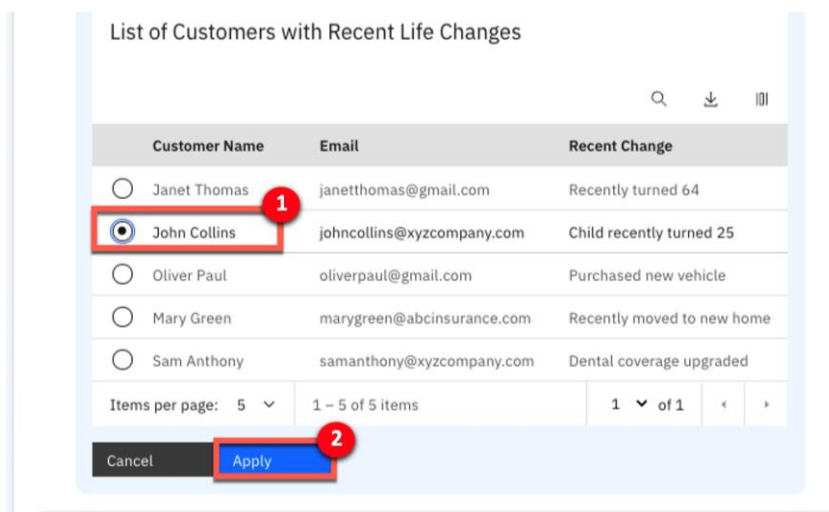 List of Customers with Recent Life Changes
Customer Name Email Recent Change
Janet Thomas janetthomas@gmail.com Recently turned 64
1
John Collins johncollins@xyzcompany.com Child recently turned 25
Oliver Paul oliverpaul@gmail.com Purchased new vehicle
Mary Green marygreen@abcinsurance.com Recently moved to new home
Sam Anthony samanthony@xyzcompany.com Dental coverage upgraded
Items per page: 5 1 – 5 of 5 items 1 of 1
2
Cancel Apply